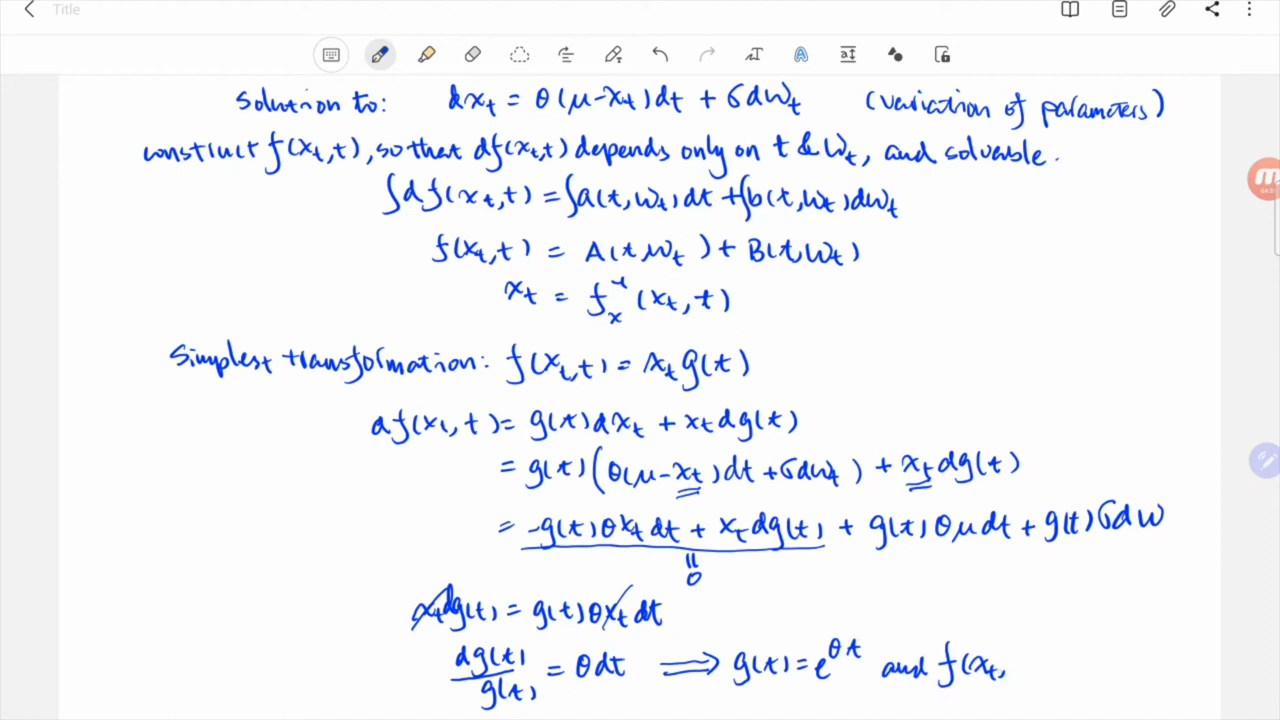 Title
Solution to: dx_t = θ(μ-x_t)dt + σdW_t (variation of parameters)
construct f(x_t,t), so that df(x_t,t) depends only on t & W_t, and solvable.
∫df(x_t,t) = ∫a(t,W_t)dt + ∫b(t,W_t)dW_t
f(x_t,t) = A(t,W_t) + B(t,W_t)
x_t = f_x^{-1}(x_t,t)
Simplest transformation: f(x_t,t) = x_t g(t)
df(x_t,t) = g(t)dx_t + x_t dg(t)
= g(t)(θ(μ-x_t)dt + σdW_t) + x_t dg(t)
= -g(t)θx_t dt + x_t dg(t) + g(t)θμdt + g(t)σdW
= 0
x_t dg(t) = g(t)θx_t dt
dg(t)/g(t) = θdt ⟹ g(t) = e^{θt} and f(x_t,